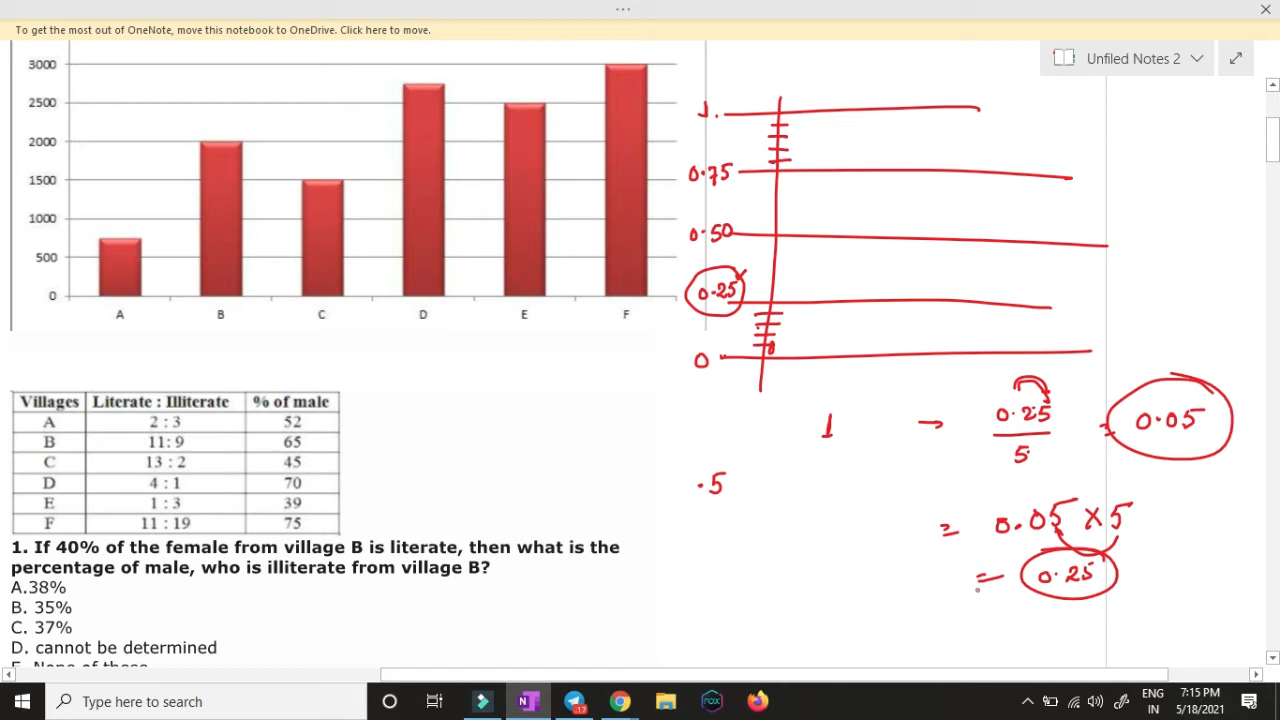 To get the most out of OneNote, move this notebook to OneDrive. Click here to move.
Unfiled Notes 2
3000
2500
2000
1500
1000
500
0
A B C D E F
1.
0.75
0.50
0.25
0
1 → 0.25
5
= 0.05
.5
= 0.05 × 5
= 0.25
Villages Literate : Illiterate % of male
A 2 : 3 52
B 11: 9 65
C 13 : 2 45
D 4 : 1 70
E 1 : 3 39
F 11 : 19 75
1. If 40% of the female from village B is literate, then what is the
percentage of male, who is illiterate from village B?
A.38%
B. 35%
C. 37%
D. cannot be determined
E. None of these
Type here to search
17
nox
ENG
IN
7:15 PM
5/18/2021